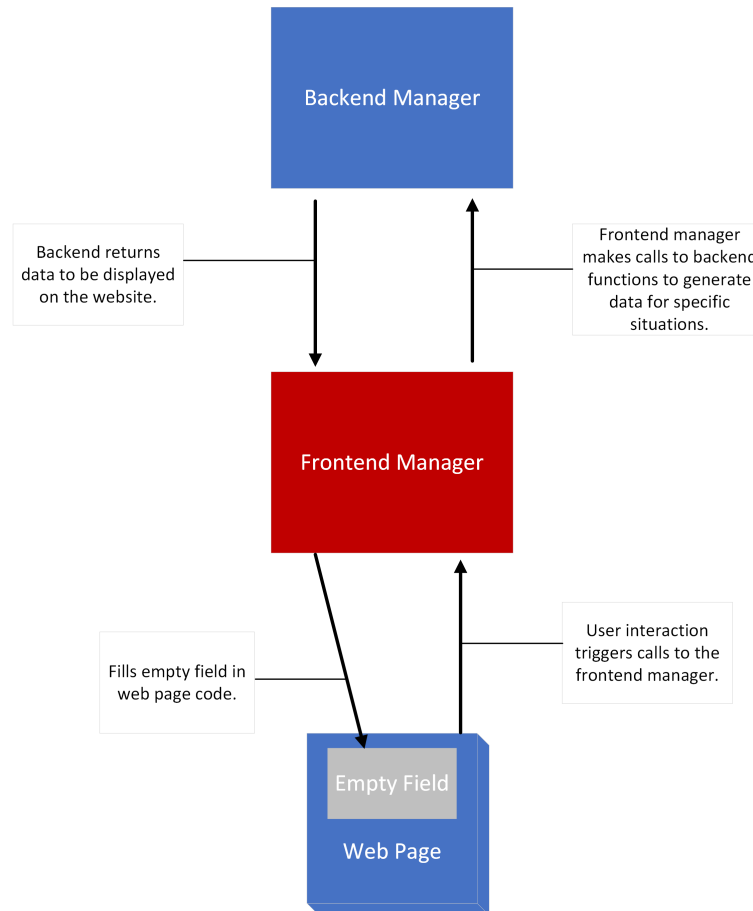 Backend Manager
Backend returns
data to be displayed
on the website.
Frontend manager
makes calls to backend
functions to generate
data for specific
situations.
Frontend Manager
Fills empty field in
web page code.
User interaction
triggers calls to the
frontend manager.
Empty Field
Web Page